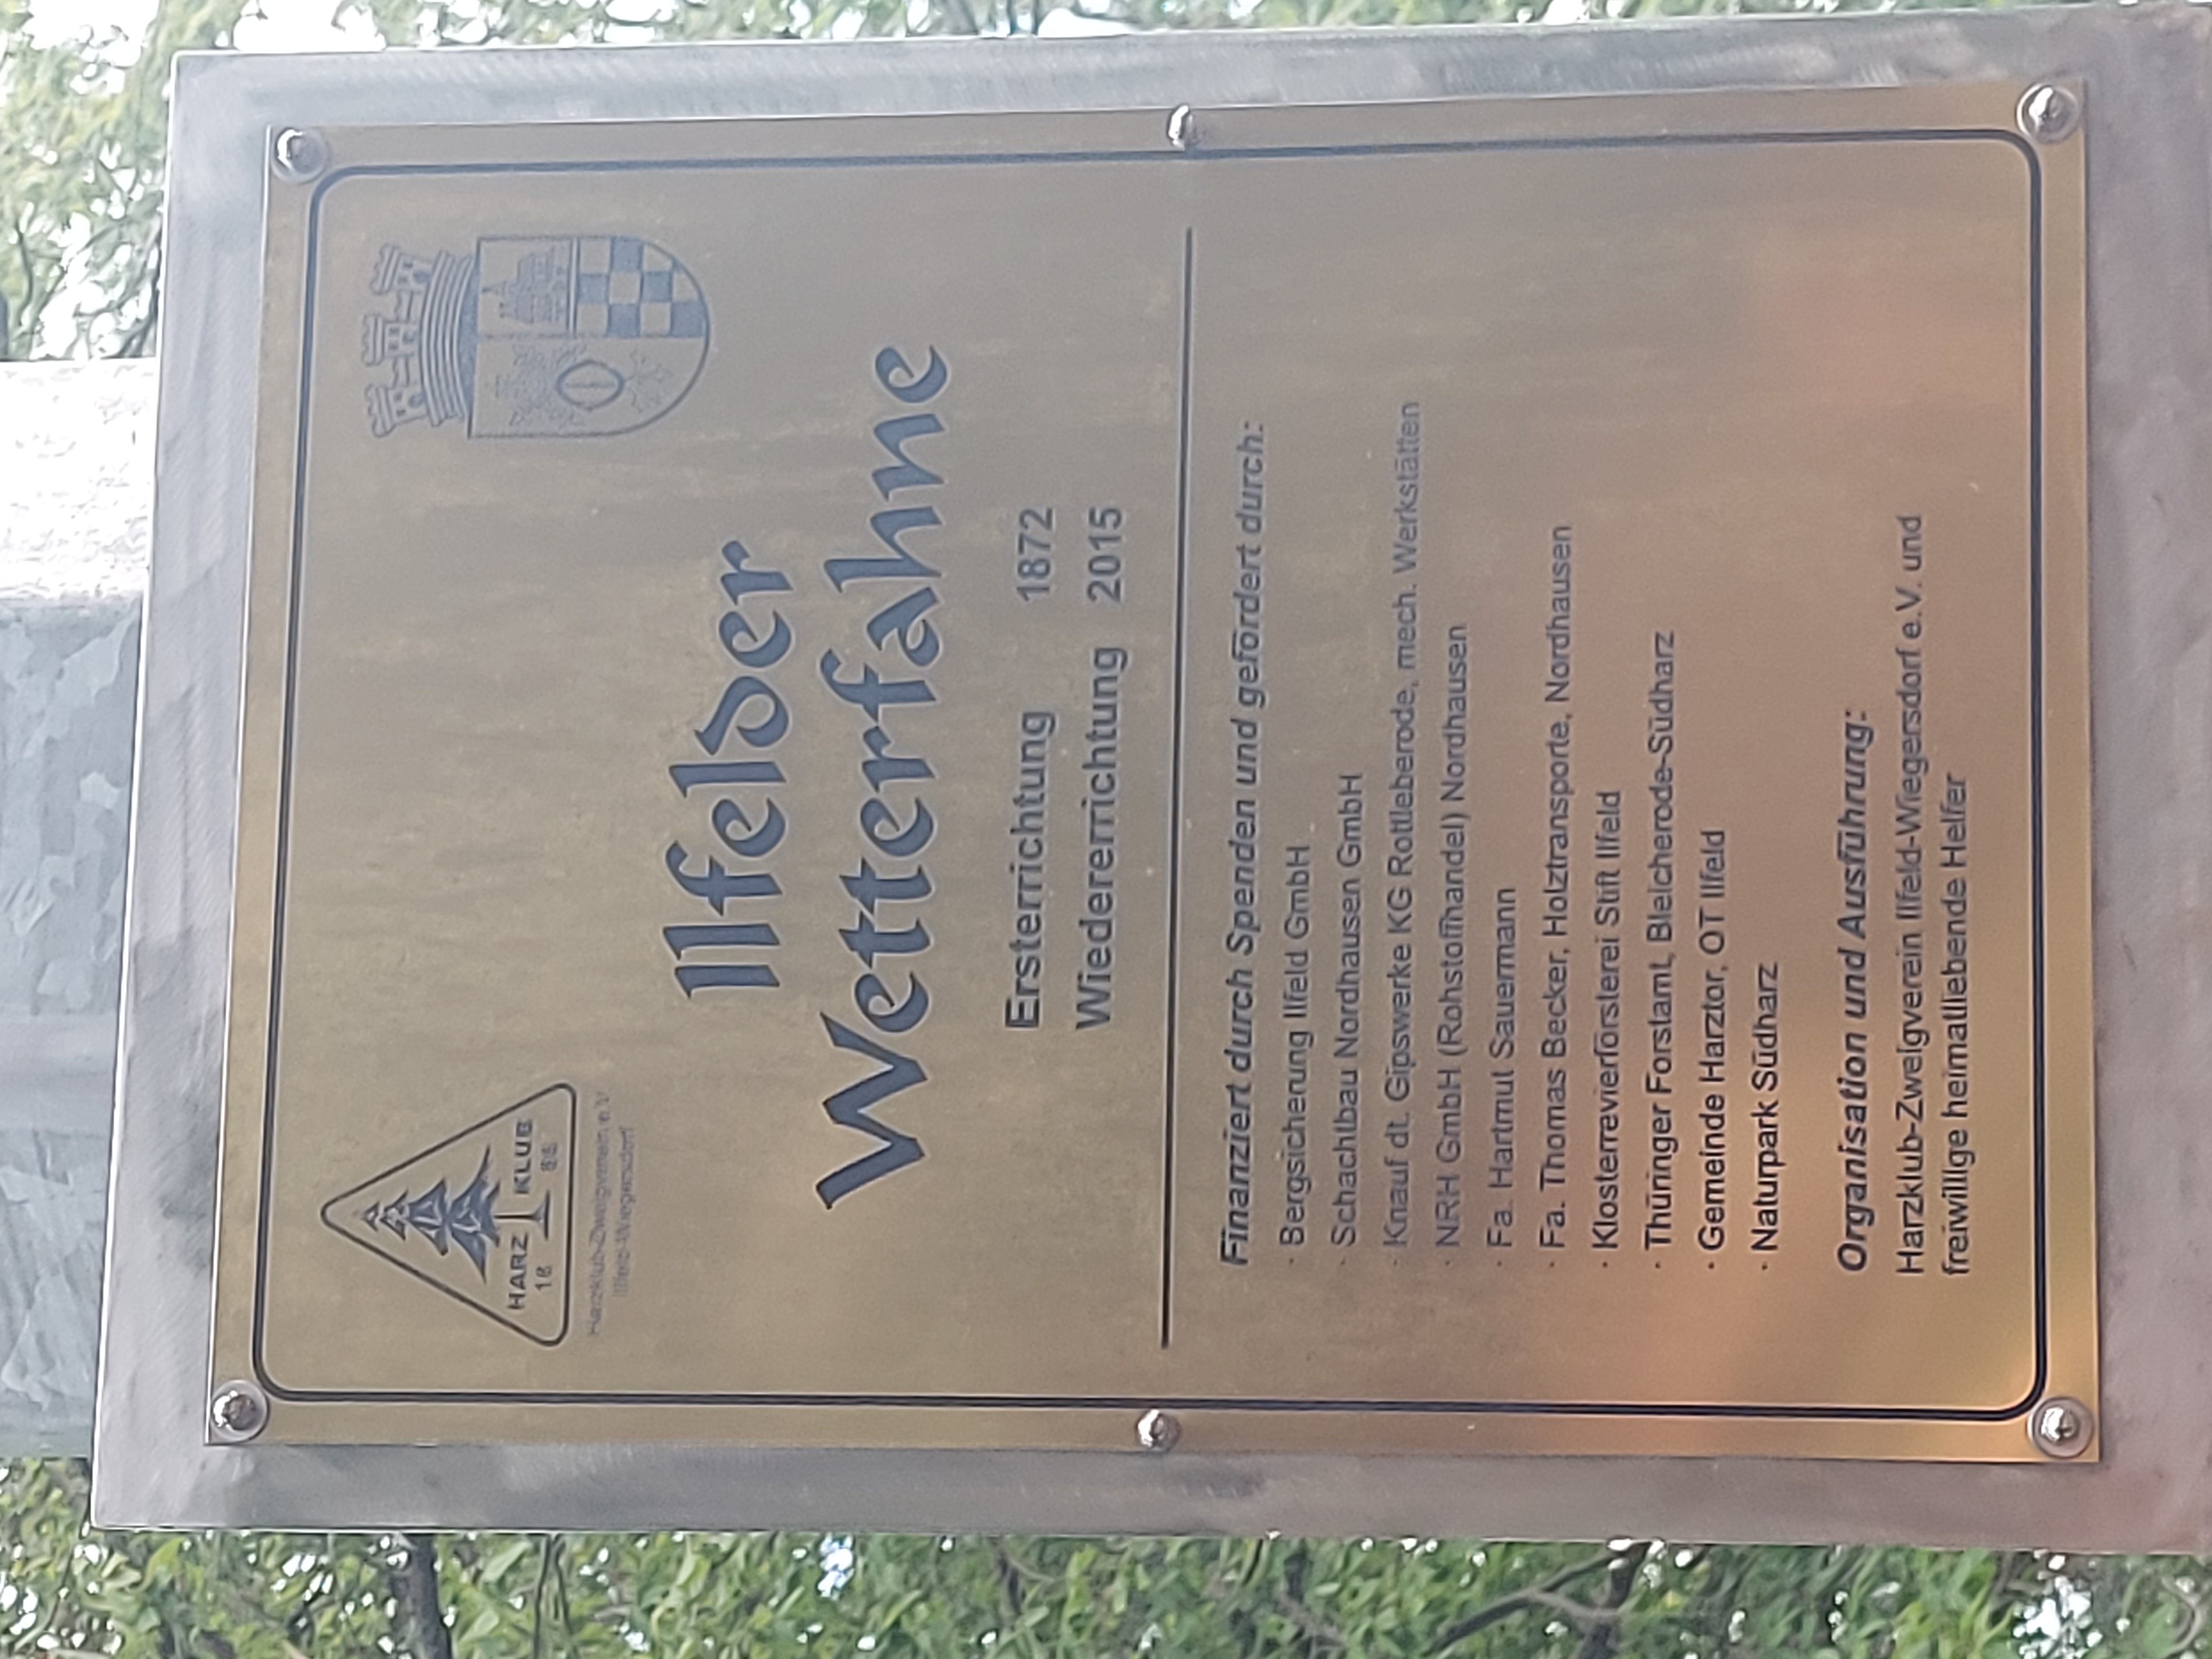 HARZ KLUB
18 86
Harzklub-Zweigverein e.V.
Ilfeld-Wiegersdorf
Ilfelder
Wetterfahne
Ersterrichtung 1872
Wiedererrichtung 2015
Finanziert durch Spenden und gefördert durch:
· Bergsicherung Ilfeld GmbH
· Schachtbau Nordhausen GmbH
· Knauf dt. Gipswerke KG Rottleberode, mech. Werkstätten
· NRH GmbH (Rohstoffhandel) Nordhausen
· Fa. Hartmut Sauermann
· Fa. Thomas Becker, Holztransporte, Nordhausen
· Klosterrevierförsterei Stift Ilfeld
· Thüringer Forstamt, Bleicherode-Südharz
· Gemeinde Harztor, OT Ilfeld
· Naturpark Südharz
Organisation und Ausführung:
Harzklub-Zweigverein Ilfeld-Wiegersdorf e.V. und
freiwillige heimatliebende Helfer